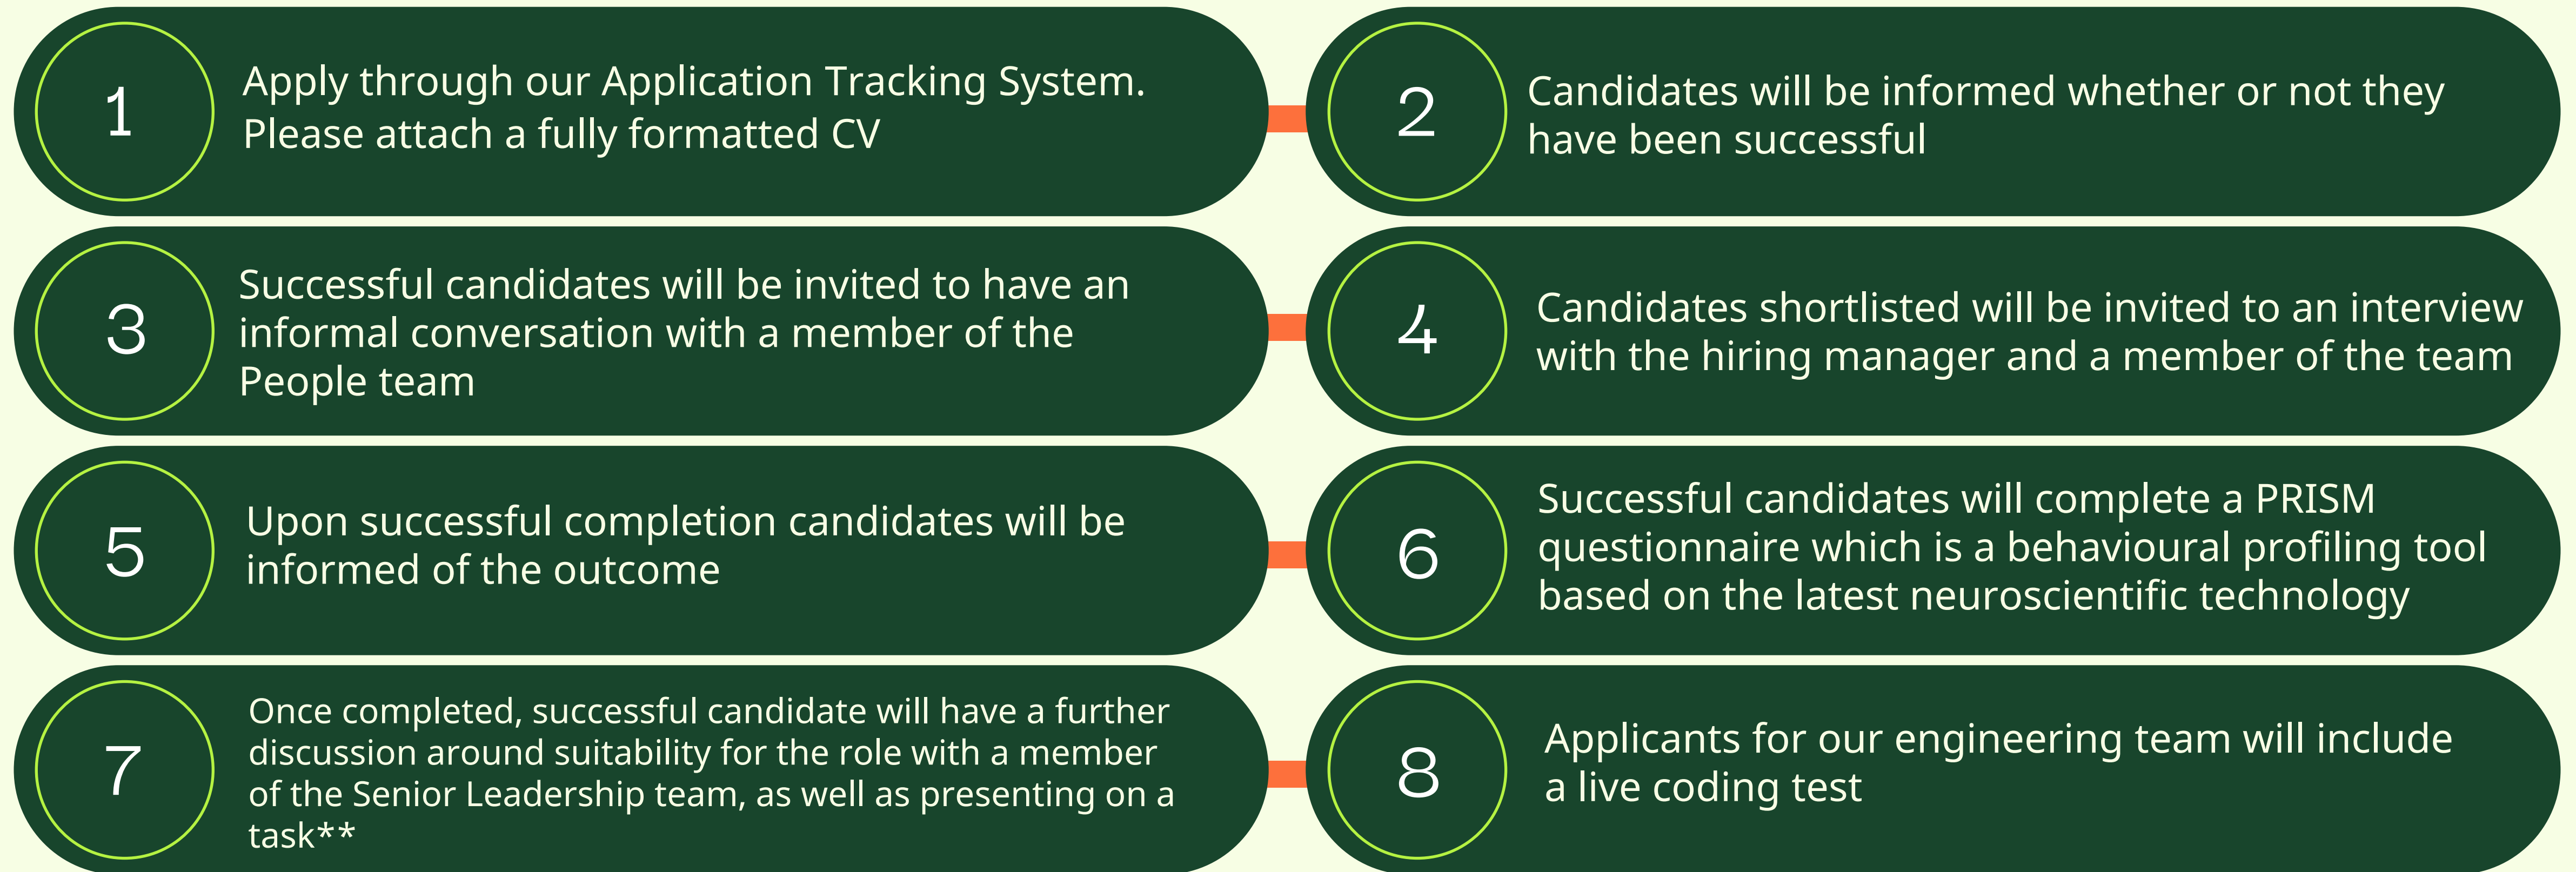 1
Apply through our Application Tracking System.
Please attach a fully formatted CV
2
Candidates will be informed whether or not they
have been successful
3
Successful candidates will be invited to have an
informal conversation with a member of the
People team
4
Candidates shortlisted will be invited to an interview
with the hiring manager and a member of the team
5
Upon successful completion candidates will be
informed of the outcome
6
Successful candidates will complete a PRISM
questionnaire which is a behavioural profiling tool
based on the latest neuroscientific technology
7
Once completed, successful candidate will have a further
discussion around suitability for the role with a member
of the Senior Leadership team, as well as presenting on a
task**
8
Applicants for our engineering team will include
a live coding test